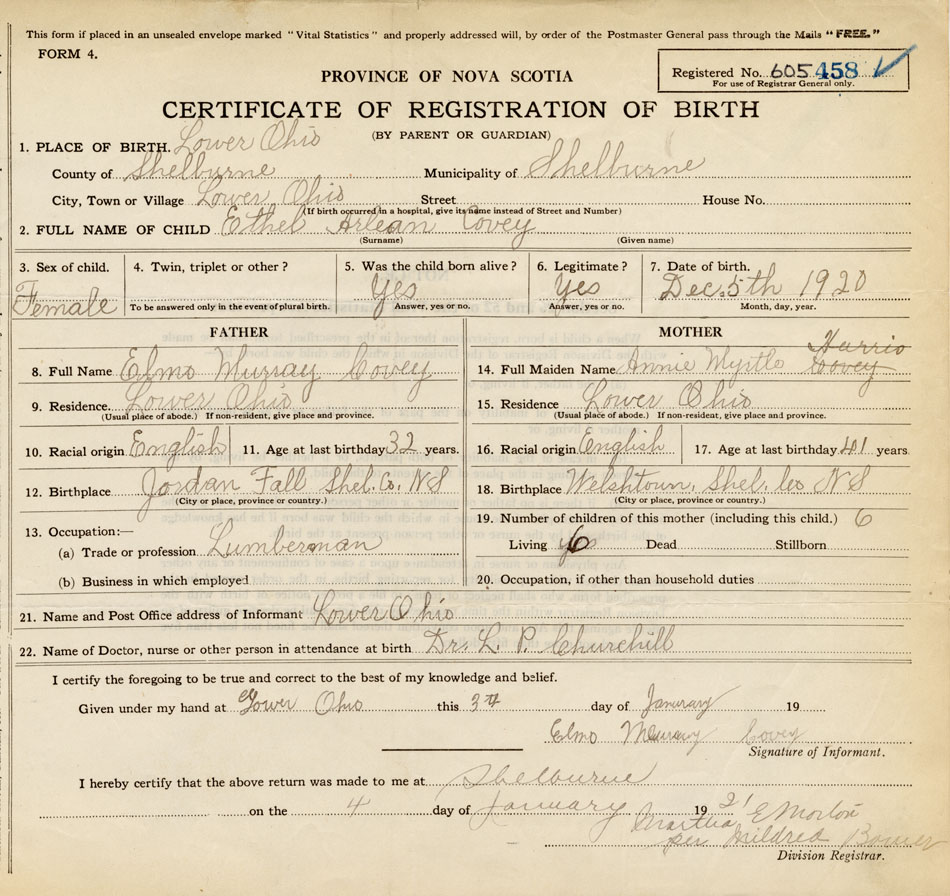 This form if placed in an unsealed envelope marked "Vital Statistics" and properly addressed will, by order of the Postmaster General pass through the Mails "FREE."
FORM 4.
PROVINCE OF NOVA SCOTIA
Registered No. 605458
For use of Registrar General only.
CERTIFICATE OF REGISTRATION OF BIRTH
(BY PARENT OR GUARDIAN)
1. PLACE OF BIRTH. Lower Ohio
County of Shelburne Municipality of Shelburne
City, Town or Village Lower Ohio Street House No.
(If birth occurred in a hospital, give its name instead of Street and Number)
2. FULL NAME OF CHILD Ethel Arlean Covey
(Surname) (Given name)
3. Sex of child. 4. Twin, triplet or other? 5. Was the child born alive? 6. Legitimate? 7. Date of birth.
Female Yes Yes Dec. 5th 1920
To be answered only in the event of plural birth. Answer, yes or no. Answer, yes or no. Month, day, year.
FATHER MOTHER
8. Full Name Elmo Murray Covey 14. Full Maiden Name Annie Myrtle Covey Harris
9. Residence. Lower Ohio 15. Residence Lower Ohio
(Usual place of abode.) If non-resident, give place and province. (Usual place of abode.) If non-resident, give place and province.
10. Racial origin English 11. Age at last birthday 32 years. 16. Racial origin English 17. Age at last birthday 41 years
12. Birthplace Jordan Fall Shel. Co. N S 18. Birthplace Welshtown, Shel. Co N S
(City or place, province or country.) (City or place, province or country.)
13. Occupation:— 19. Number of children of this mother (including this child.) 6
(a) Trade or profession Lumberman Living 6 Dead Stillborn
(b) Business in which employed 20. Occupation, if other than household duties
21. Name and Post Office address of Informant Lower Ohio
22. Name of Doctor, nurse or other person in attendance at birth Dr. L. P. Churchill
I certify the foregoing to be true and correct to the best of my knowledge and belief.
Given under my hand at Lower Ohio this 3rd day of January 19
Elmo Murray Covey
Signature of Informant.
I hereby certify that the above return was made to me at Shelburne
on the 4 day of January 19 21
Martha E Morton
per Mildred Bower
Division Registrar.